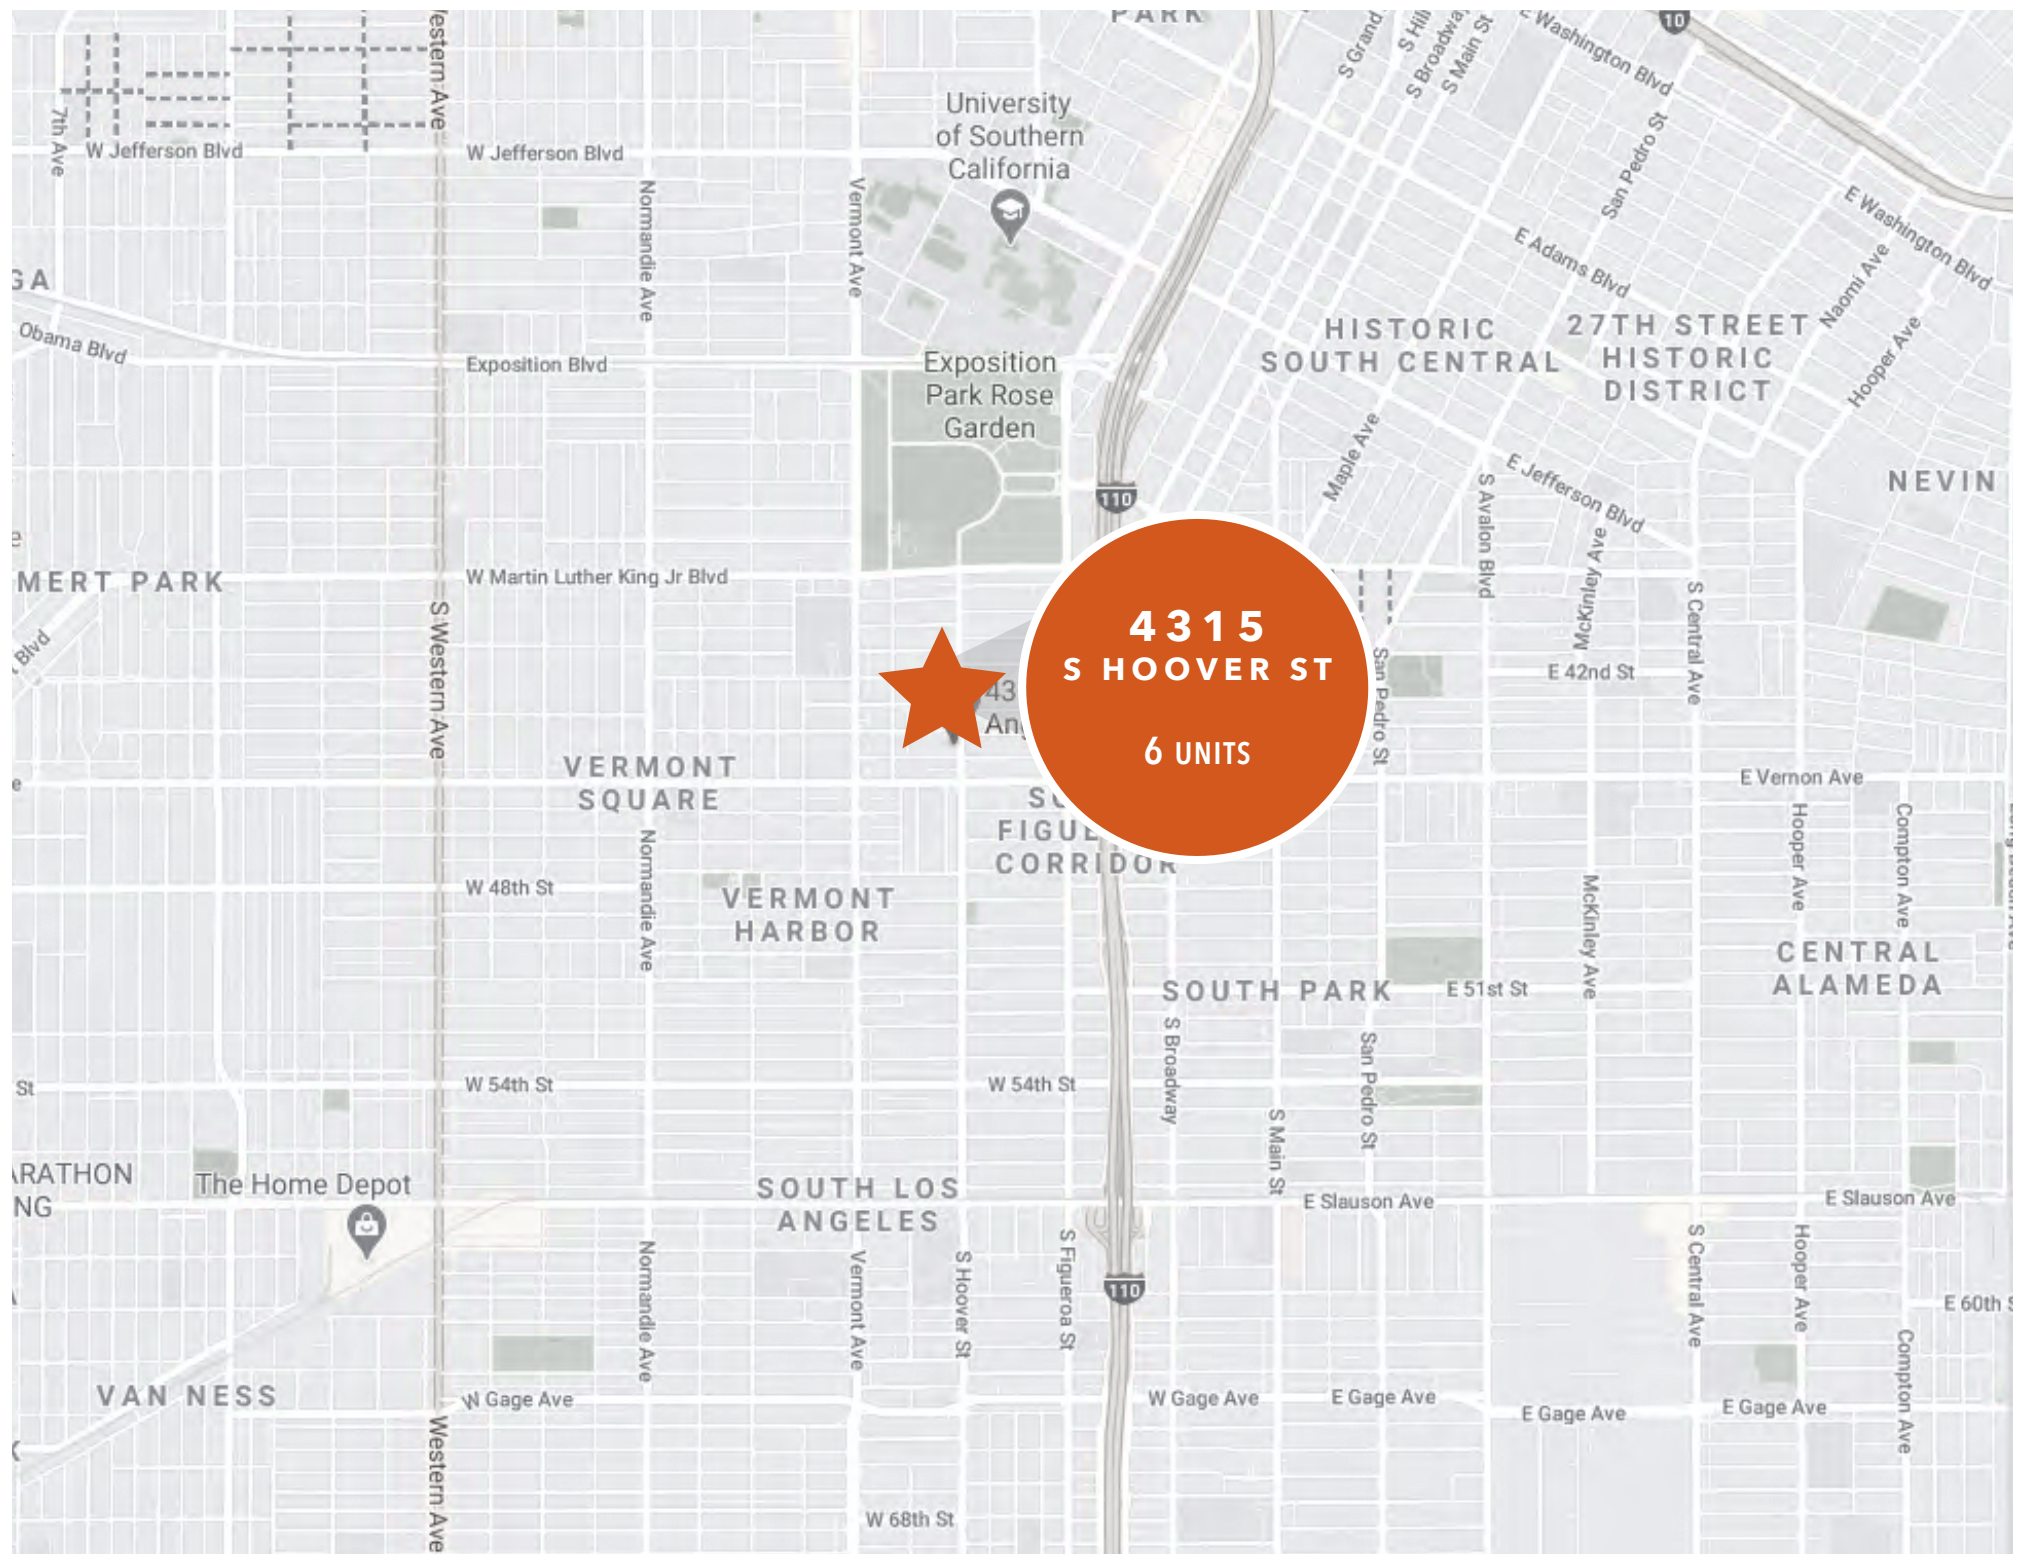 PARK
S Grand
S Hill
S Broadway
S Main St
E Washington Blvd
10
Western Ave
7th Ave
W Jefferson Blvd
W Jefferson Blvd
University
of Southern
California
San Pedro St
E Washington Blvd
Normandie Ave
Vermont Ave
E Adams Blvd
Naomi Ave
GA
Obama Blvd
Exposition Blvd
Exposition
Park Rose
Garden
HISTORIC
SOUTH CENTRAL
27TH STREET
HISTORIC
DISTRICT
Hooper Ave
Maple Ave
E Jefferson Blvd
S Avalon Blvd
NEVIN
110
MERT PARK
W Martin Luther King Jr Blvd
McKinley Ave
S Central Ave
Blvd
S Western Ave
4315
S HOOVER ST
6 UNITS
43
An
San Pedro St
E 42nd St
VERMONT
SQUARE
E Vernon Ave
SO
FIGUE
CORRIDOR
Hooper Ave
Compton Ave
Normandie Ave
W 48th St
VERMONT
HARBOR
McKinley Ave
CENTRAL
ALAMEDA
SOUTH PARK
E 51st St
S Broadway
San Pedro St
St
W 54th St
W 54th St
S Main St
ARATHON
NG
The Home Depot
SOUTH LOS
ANGELES
E Slauson Ave
E Slauson Ave
Normandie Ave
Vermont Ave
S Hoover St
S Figueroa St
110
S Central Ave
Hooper Ave
E 60th S
Compton Ave
VAN NESS
W Gage Ave
W Gage Ave
E Gage Ave
E Gage Ave
E Gage Ave
Western Ave
W 68th St